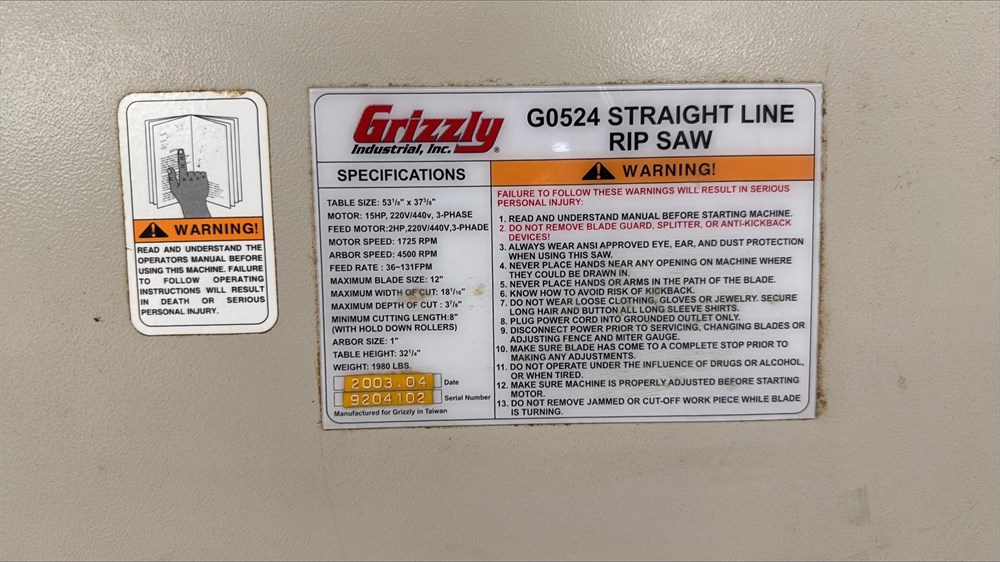 WARNING!
READ AND UNDERSTAND THE
OPERATORS MANUAL BEFORE
USING THIS MACHINE. FAILURE
TO FOLLOW OPERATING
INSTRUCTIONS WILL RESULT
IN DEATH OR SERIOUS
PERSONAL INJURY.
Grizzly
Industrial, Inc.®
G0524 STRAIGHT LINE
RIP SAW
SPECIFICATIONS
TABLE SIZE: 53⅛" x 37⅜"
MOTOR: 15HP, 220V/440v, 3-PHASE
FEED MOTOR:2HP,220V/440V,3-PHADE
MOTOR SPEED: 1725 RPM
ARBOR SPEED: 4500 RPM
FEED RATE : 36~131FPM
MAXIMUM BLADE SIZE: 12"
MAXIMUM WIDTH OF CUT: 18¹/₁₆"
MAXIMUM DEPTH OF CUT : 3⅞"
MINIMUM CUTTING LENGTH:8"
(WITH HOLD DOWN ROLLERS)
ARBOR SIZE: 1"
TABLE HEIGHT: 32¼"
WEIGHT: 1980 LBS.
2003.04 Date
9204102 Serial Number
Manufactured for Grizzly in Taiwan
WARNING!
FAILURE TO FOLLOW THESE WARNINGS WILL RESULT IN SERIOUS
PERSONAL INJURY:
1. READ AND UNDERSTAND MANUAL BEFORE STARTING MACHINE.
2. DO NOT REMOVE BLADE GUARD, SPLITTER, OR ANTI-KICKBACK
DEVICES!
3. ALWAYS WEAR ANSI APPROVED EYE, EAR, AND DUST PROTECTION
WHEN USING THIS SAW.
4. NEVER PLACE HANDS NEAR ANY OPENING ON MACHINE WHERE
THEY COULD BE DRAWN IN.
5. NEVER PLACE HANDS OR ARMS IN THE PATH OF THE BLADE.
6. KNOW HOW TO AVOID RISK OF KICKBACK.
7. DO NOT WEAR LOOSE CLOTHING, GLOVES OR JEWELRY. SECURE
LONG HAIR AND BUTTON ALL LONG SLEEVE SHIRTS.
8. PLUG POWER CORD INTO GROUNDED OUTLET ONLY.
9. DISCONNECT POWER PRIOR TO SERVICING, CHANGING BLADES OR
ADJUSTING FENCE AND MITER GAUGE.
10. MAKE SURE BLADE HAS COME TO A COMPLETE STOP PRIOR TO
MAKING ANY ADJUSTMENTS.
11. DO NOT OPERATE UNDER THE INFLUENCE OF DRUGS OR ALCOHOL,
OR WHEN TIRED.
12. MAKE SURE MACHINE IS PROPERLY ADJUSTED BEFORE STARTING
MOTOR.
13. DO NOT REMOVE JAMMED OR CUT-OFF WORK PIECE WHILE BLADE
IS TURNING.